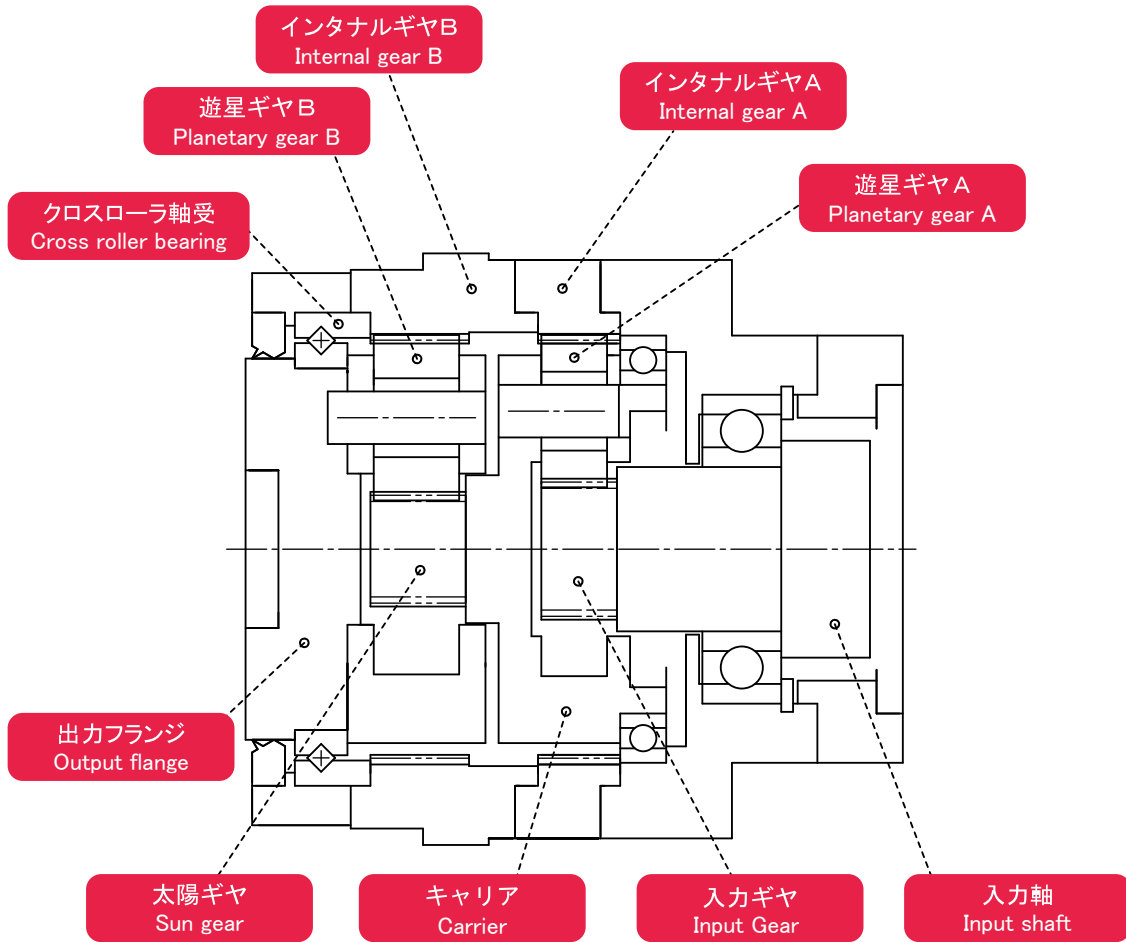 インタナルギヤB
Internal gear B
インタナルギヤA
Internal gear A
遊星ギヤB
Planetary gear B
遊星ギヤA
Planetary gear A
クロスローラ軸受
Cross roller bearing
出力フランジ
Output flange
太陽ギヤ
Sun gear
キャリア
Carrier
入力ギヤ
Input Gear
入力軸
Input shaft